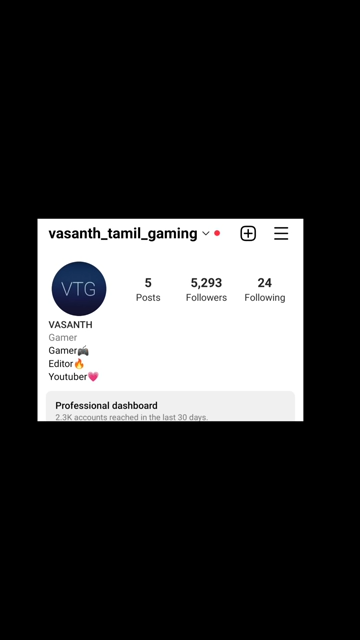 vasanth_tamil_gaming
VTG
5 5,293 24
Posts Followers Following
VASANTH
Gamer
Gamer🎮
Editor🔥
Youtuber💗
Professional dashboard
2.3K accounts reached in the last 30 days.